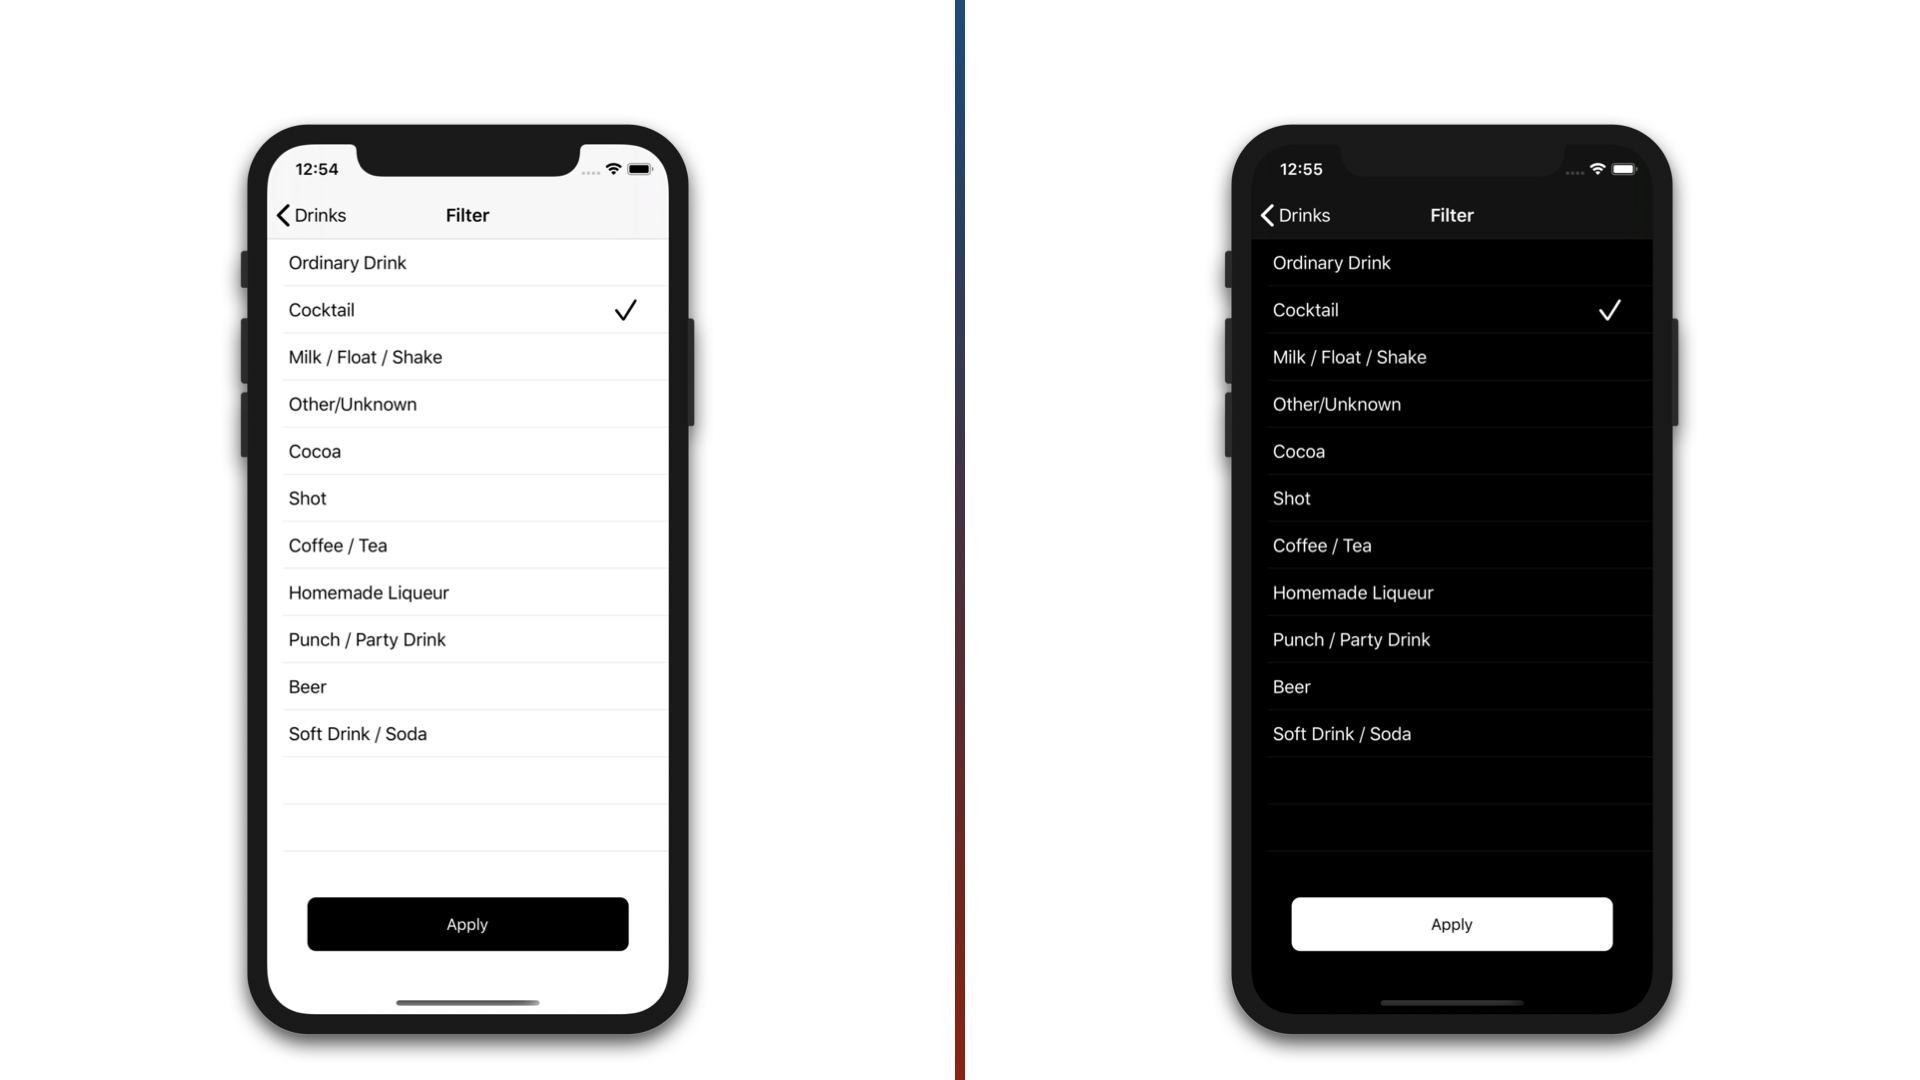 12:54
Drinks
Filter
Ordinary Drink
Cocktail
Milk / Float / Shake
Other/Unknown
Cocoa
Shot
Coffee / Tea
Homemade Liqueur
Punch / Party Drink
Beer
Soft Drink / Soda
Apply
12:55
Drinks
Filter
Ordinary Drink
Cocktail
Milk / Float / Shake
Other/Unknown
Cocoa
Shot
Coffee / Tea
Homemade Liqueur
Punch / Party Drink
Beer
Soft Drink / Soda
Apply